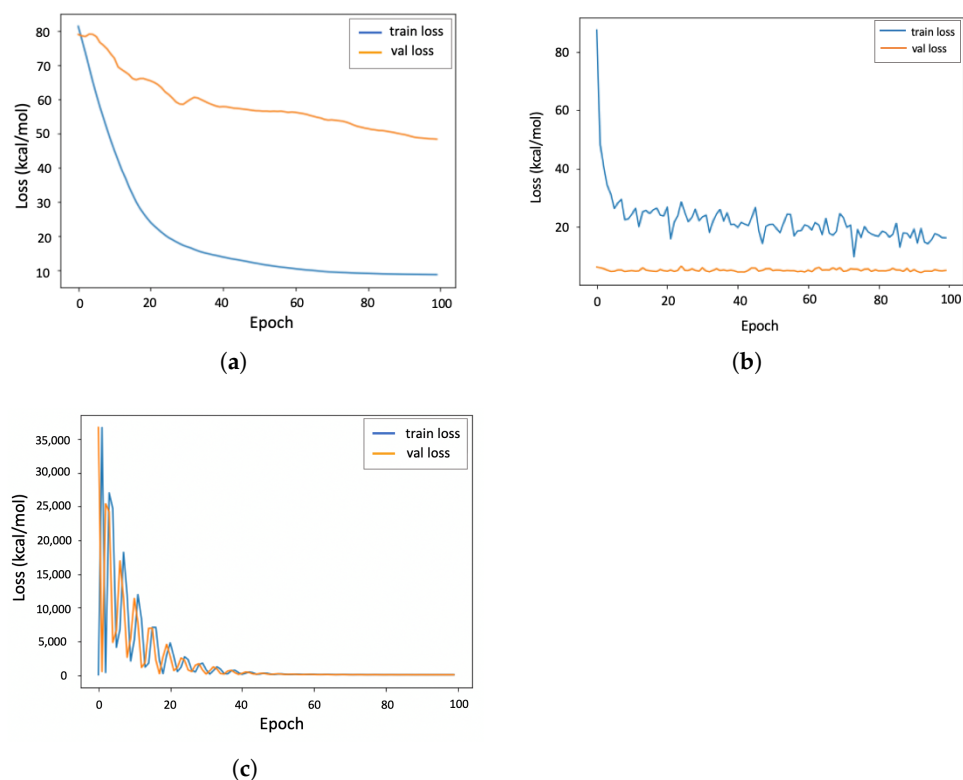 train loss
val loss
80
70
60
50
40
30
20
10
Loss (kcal/mol)
0 20 40 60 80 100
Epoch
(a)
train loss
val loss
80
60
40
20
Loss (kcal/mol)
0 20 40 60 80 100
Epoch
(b)
train loss
val loss
35,000
30,000
25,000
20,000
15,000
10,000
5,000
0
Loss (kcal/mol)
0 20 40 60 80 100
Epoch
(c)